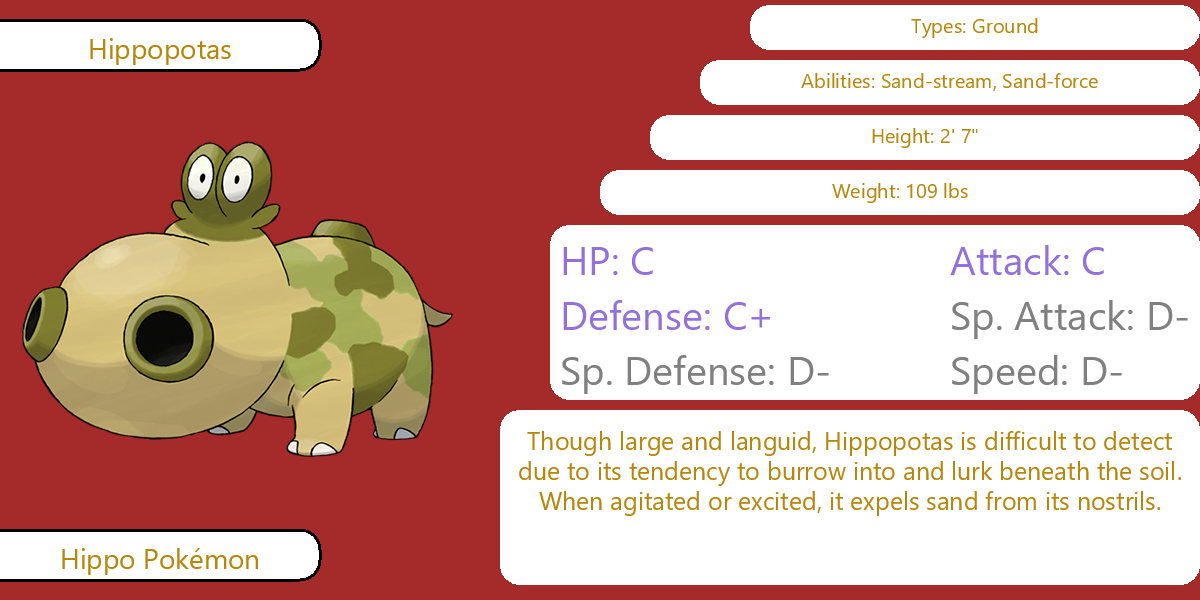 Hippopotas
Types: Ground
Abilities: Sand-stream, Sand-force
Height: 2' 7"
Weight: 109 lbs
HP: C
Attack: C
Defense: C+
Sp. Attack: D-
Sp. Defense: D-
Speed: D-
Though large and languid, Hippopotas is difficult to detect
due to its tendency to burrow into and lurk beneath the soil.
When agitated or excited, it expels sand from its nostrils.
Hippo Pokémon